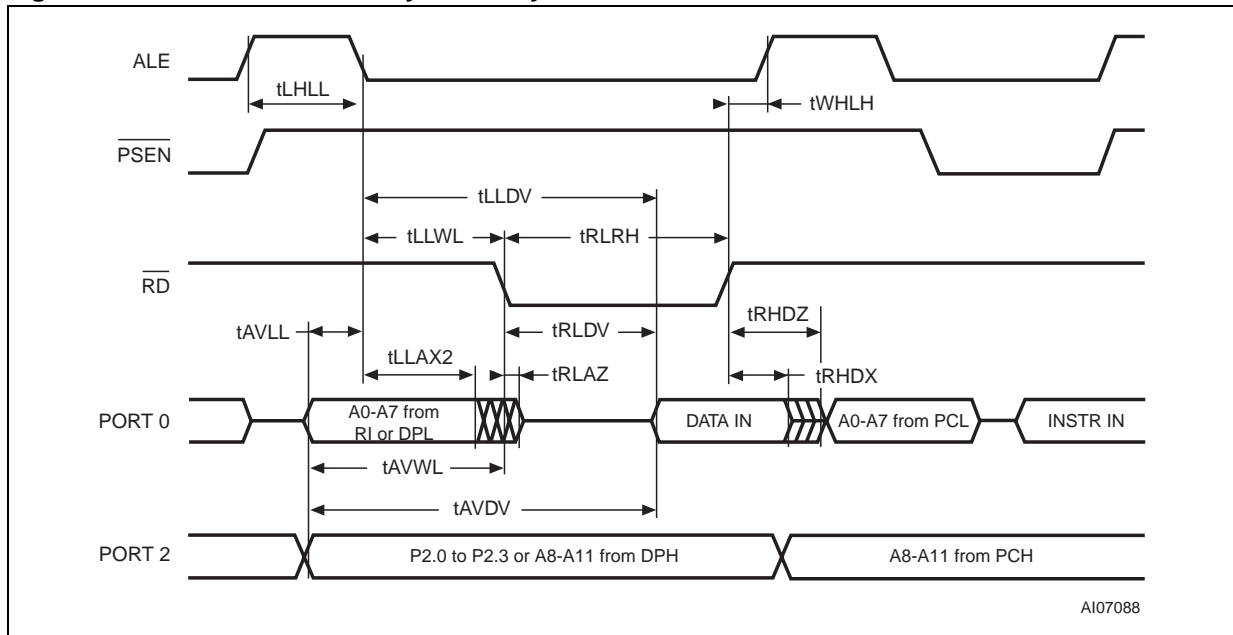 ALE
tLHLL
tWHLH
PSEN
tLLDV
tLLWL
tRLRH
RD
tAVLL
tRLDV
tRHDZ
tLLAX2
tRLAZ
tRHDX
PORT 0
A0-A7 from
RI or DPL
DATA IN
A0-A7 from PCL
INSTR IN
tAVWL
tAVDV
PORT 2
P2.0 to P2.3 or A8-A11 from DPH
A8-A11 from PCH
AI07088